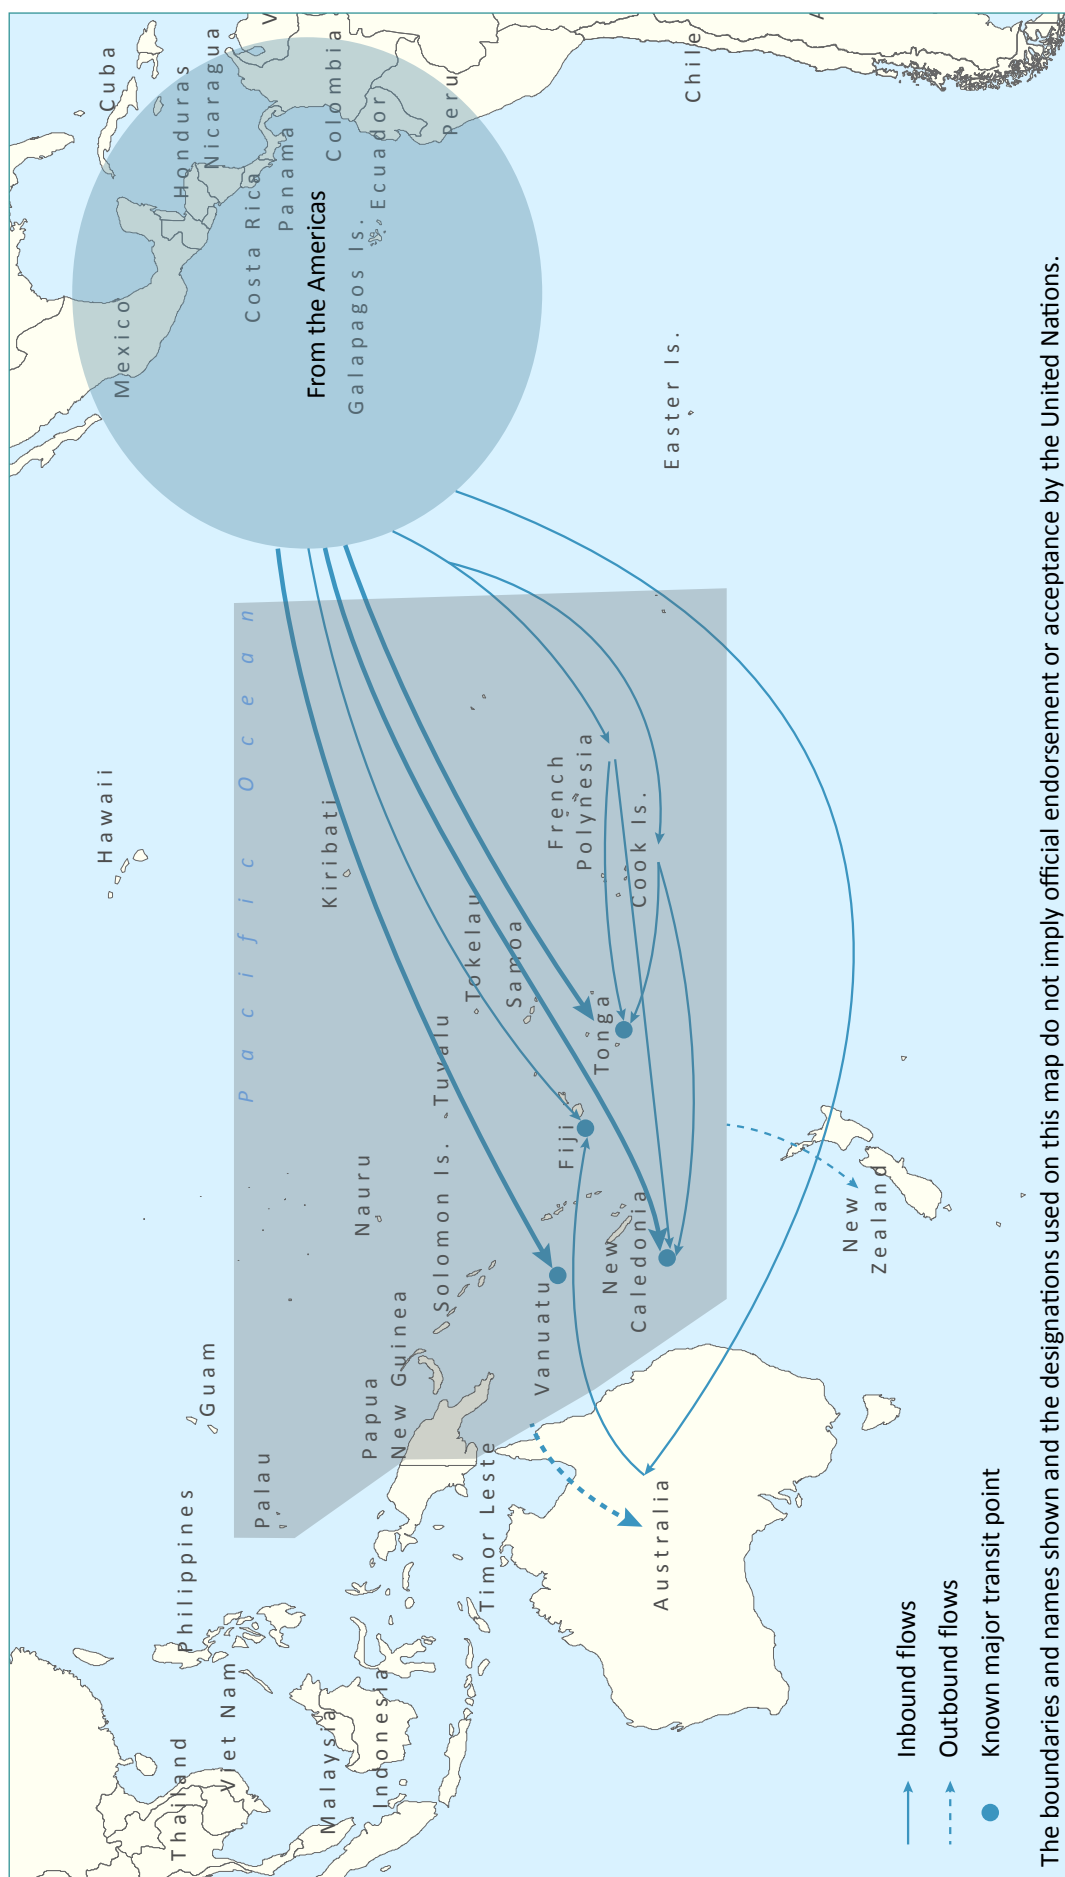 Cuba
Honduras
Nicaragua
V
Mexico
Costa Rica
Panama
Colombia
From the Americas
Galapagos Is.
Ecuador
Peru
Chile
A
Easter Is.
Hawaii
Pacific Ocean
Kiribati
French
Polynesia
Cook Is.
Tokelau
Samoa
Tonga
Tuvalu
Fiji
Nauru
Solomon Is.
Vanuatu
New
Caledonia
New
Zealand
Guam
Papua
New Guinea
Palau
Philippines
Timor Leste
Australia
Viet Nam
Thailand
Malaysia
Indonesia
Inbound flows
Outbound flows
Known major transit point
The boundaries and names shown and the designations used on this map do not imply official endorsement or acceptance by the United Nations.